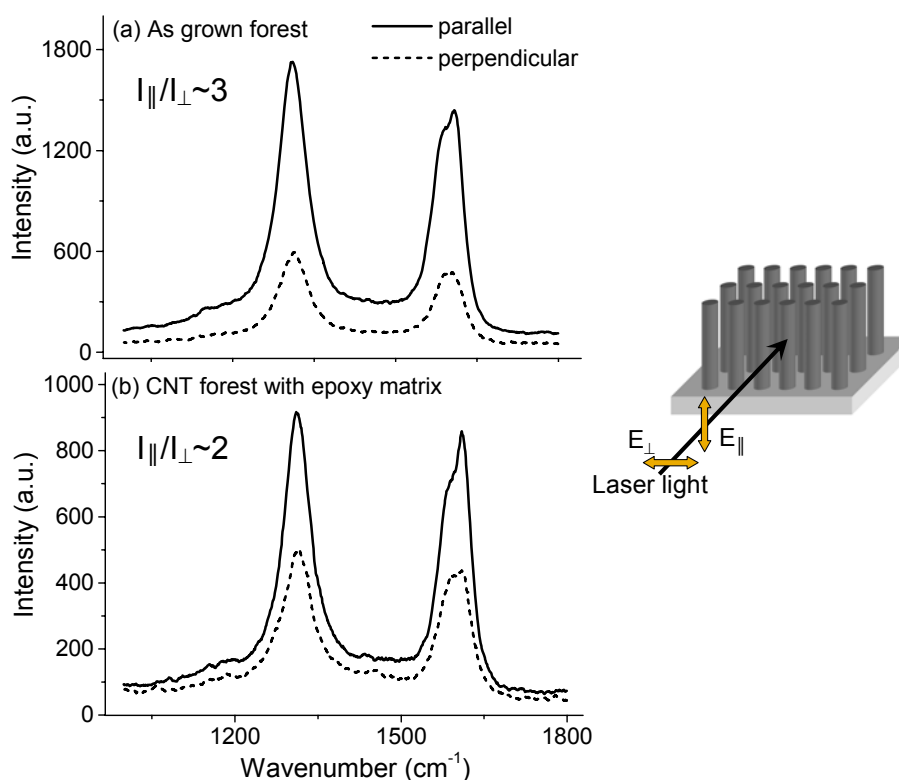 (a) As grown forest
parallel
perpendicular
I∥/I⊥~3
1800
1200
600
0
Intensity (a.u.)
(b) CNT forest with epoxy matrix
I∥/I⊥~2
1000
800
600
400
200
0
Intensity (a.u.)
1200
1500
1800
Wavenumber (cm⁻¹)
E⊥
E∥
Laser light